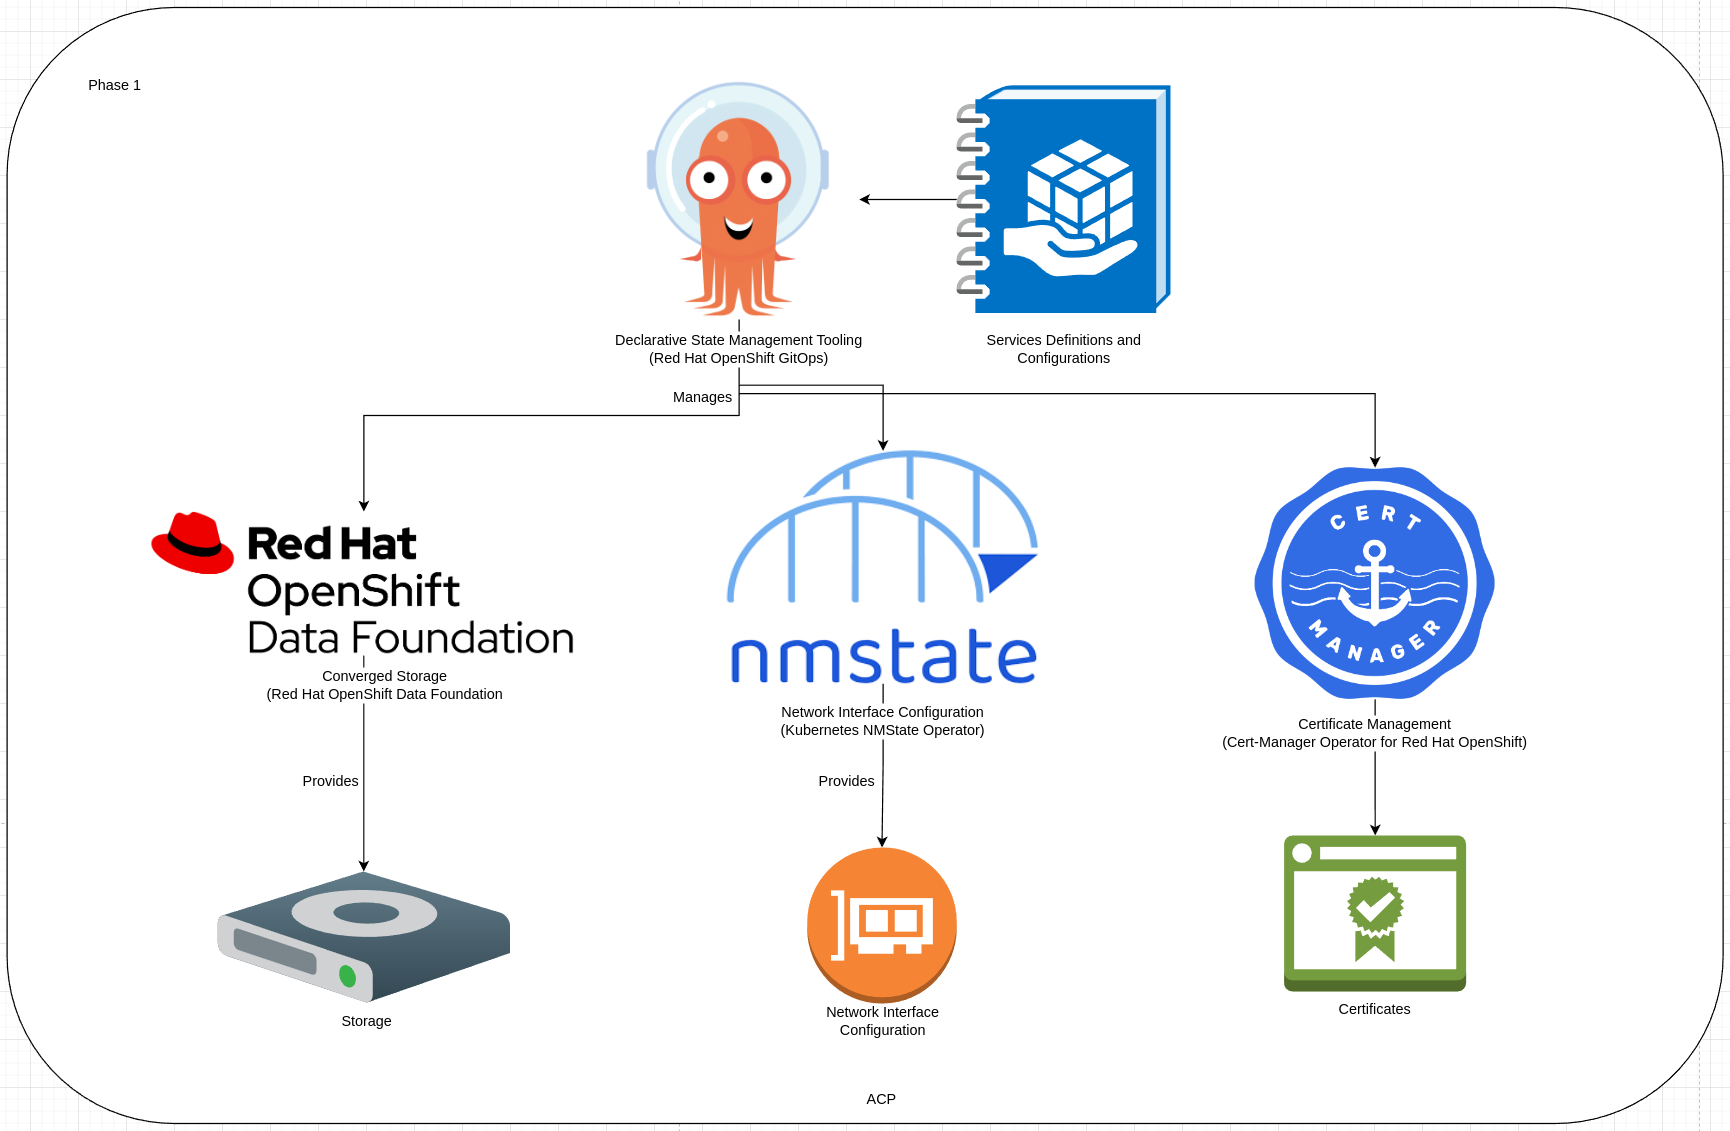 Phase 1
Declarative State Management Tooling
(Red Hat OpenShift GitOps)
Services Definitions and
Configurations
Manages
Red Hat
OpenShift
Data Foundation
Converged Storage
(Red Hat OpenShift Data Foundation
nmstate
Network Interface Configuration
(Kubernetes NMState Operator)
CERT
MANAGER
Certificate Management
(Cert-Manager Operator for Red Hat OpenShift)
Provides
Provides
Storage
Network Interface
Configuration
Certificates
ACP